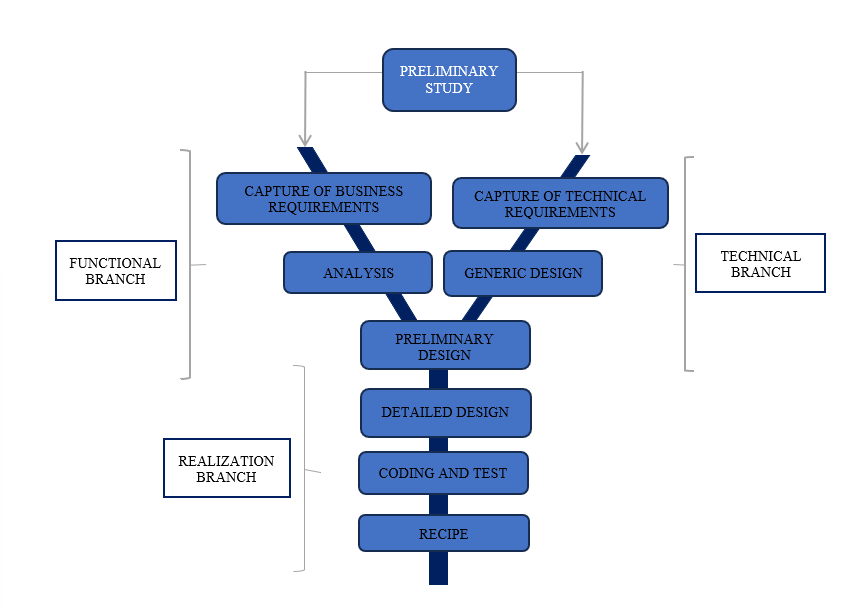 PRELIMINARY
STUDY
CAPTURE OF BUSINESS
REQUIREMENTS
CAPTURE OF TECHNICAL
REQUIREMENTS
FUNCTIONAL
BRANCH
TECHNICAL
BRANCH
ANALYSIS
GENERIC DESIGN
PRELIMINARY
DESIGN
DETAILED DESIGN
REALIZATION
BRANCH
CODING AND TEST
RECIPE